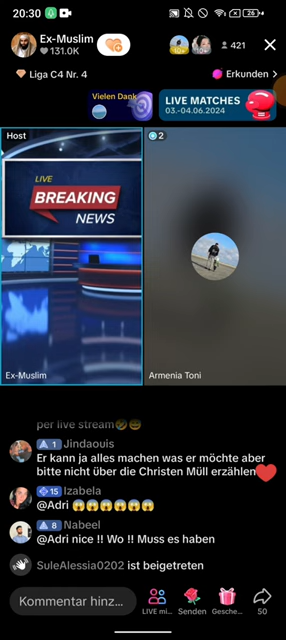 20:30
26
Ex-Muslim
131.0K
421
Liga C4 Nr. 4
Erkunden
Vielen Dank
LIVE MATCHES
03.-04.06.2024
Host
2
LIVE
BREAKING
NEWS
Ex-Muslim
Armenia Toni
per live stream🤣😅
1 Jindaouis
Er kann ja alles machen was er möchte aber
bitte nicht über die Christen Müll erzählen
15 Izabela
@Adri 😱😱😱😱😱😱
8 Nabeel
@Adri nice !! Wo !! Muss es haben
SuleAlessia0202 ist beigetreten
Kommentar hinz...
LIVE mi...
Senden
Gesche...
50